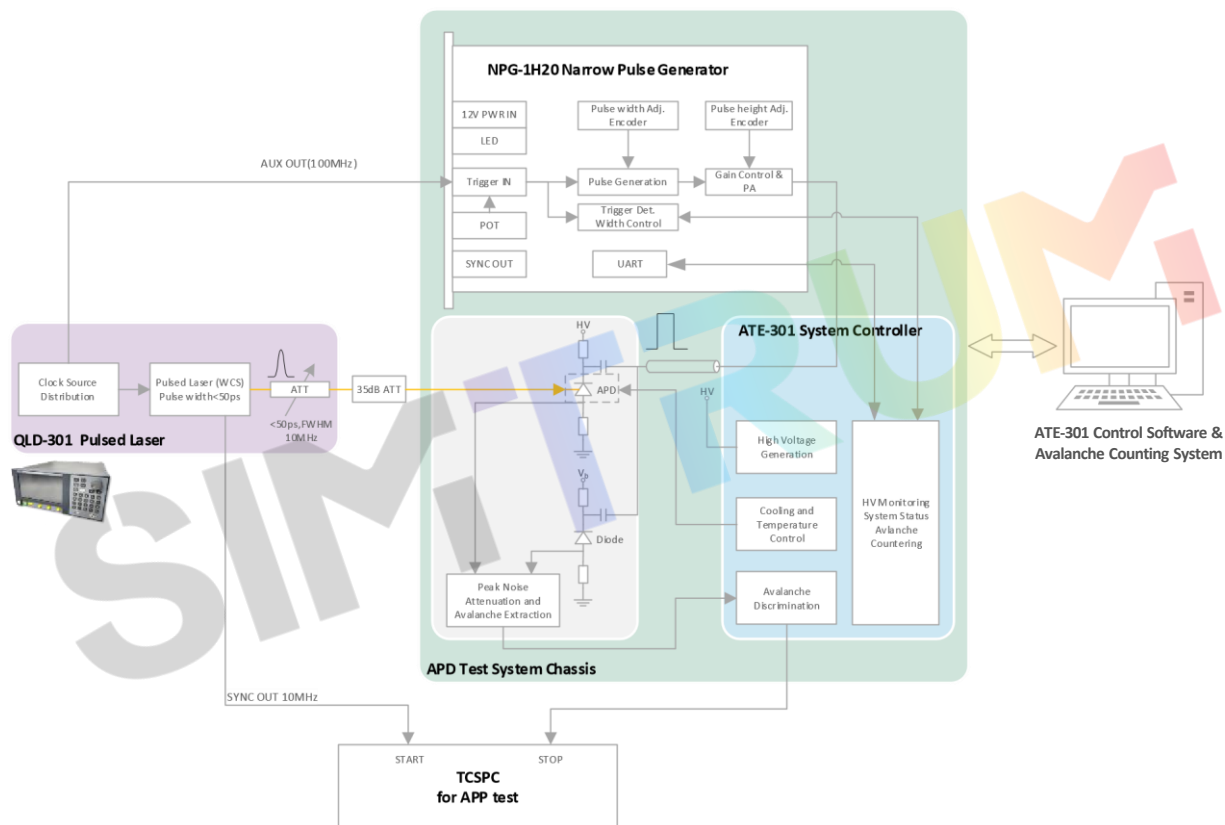 NPG-1H20 Narrow Pulse Generator
12V PWR IN
LED
Pulse width Adj.
Encoder
Pulse height Adj.
Encoder
AUX OUT(100MHz)
Trigger IN
Pulse Generation
Gain Control &
PA
POT
Trigger Det.
Width Control
SYNC OUT
UART
HV
ATE-301 System Controller
Clock Source
Distribution
Pulsed Laser (WCS)
Pulse width<50ps
ATT
35dB ATT
APD
<50ps,FWHM
10MHz
QLD-301 Pulsed Laser
HV
High Voltage
Generation
ATE-301 Control Software &
Avalanche Counting System
VB
Diode
Cooling and
Temperature
Control
HV Monitoring
System Status
Avlanche
Countering
Peak Noise
Attenuation and
Avalanche Extraction
Avalanche
Discrimination
APD Test System Chassis
SYNC OUT 10MHz
START
STOP
TCSPC
for APP test
SIMTRUM